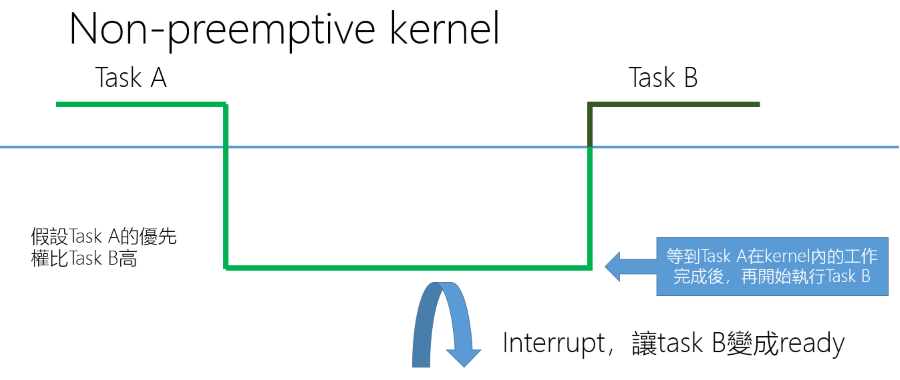 Non-preemptive kernel
Task A
Task B
假設Task A的優先
權比Task B高
等到Task A在kernel內的工作
完成後，再開始執行Task B
Interrupt，讓task B變成ready